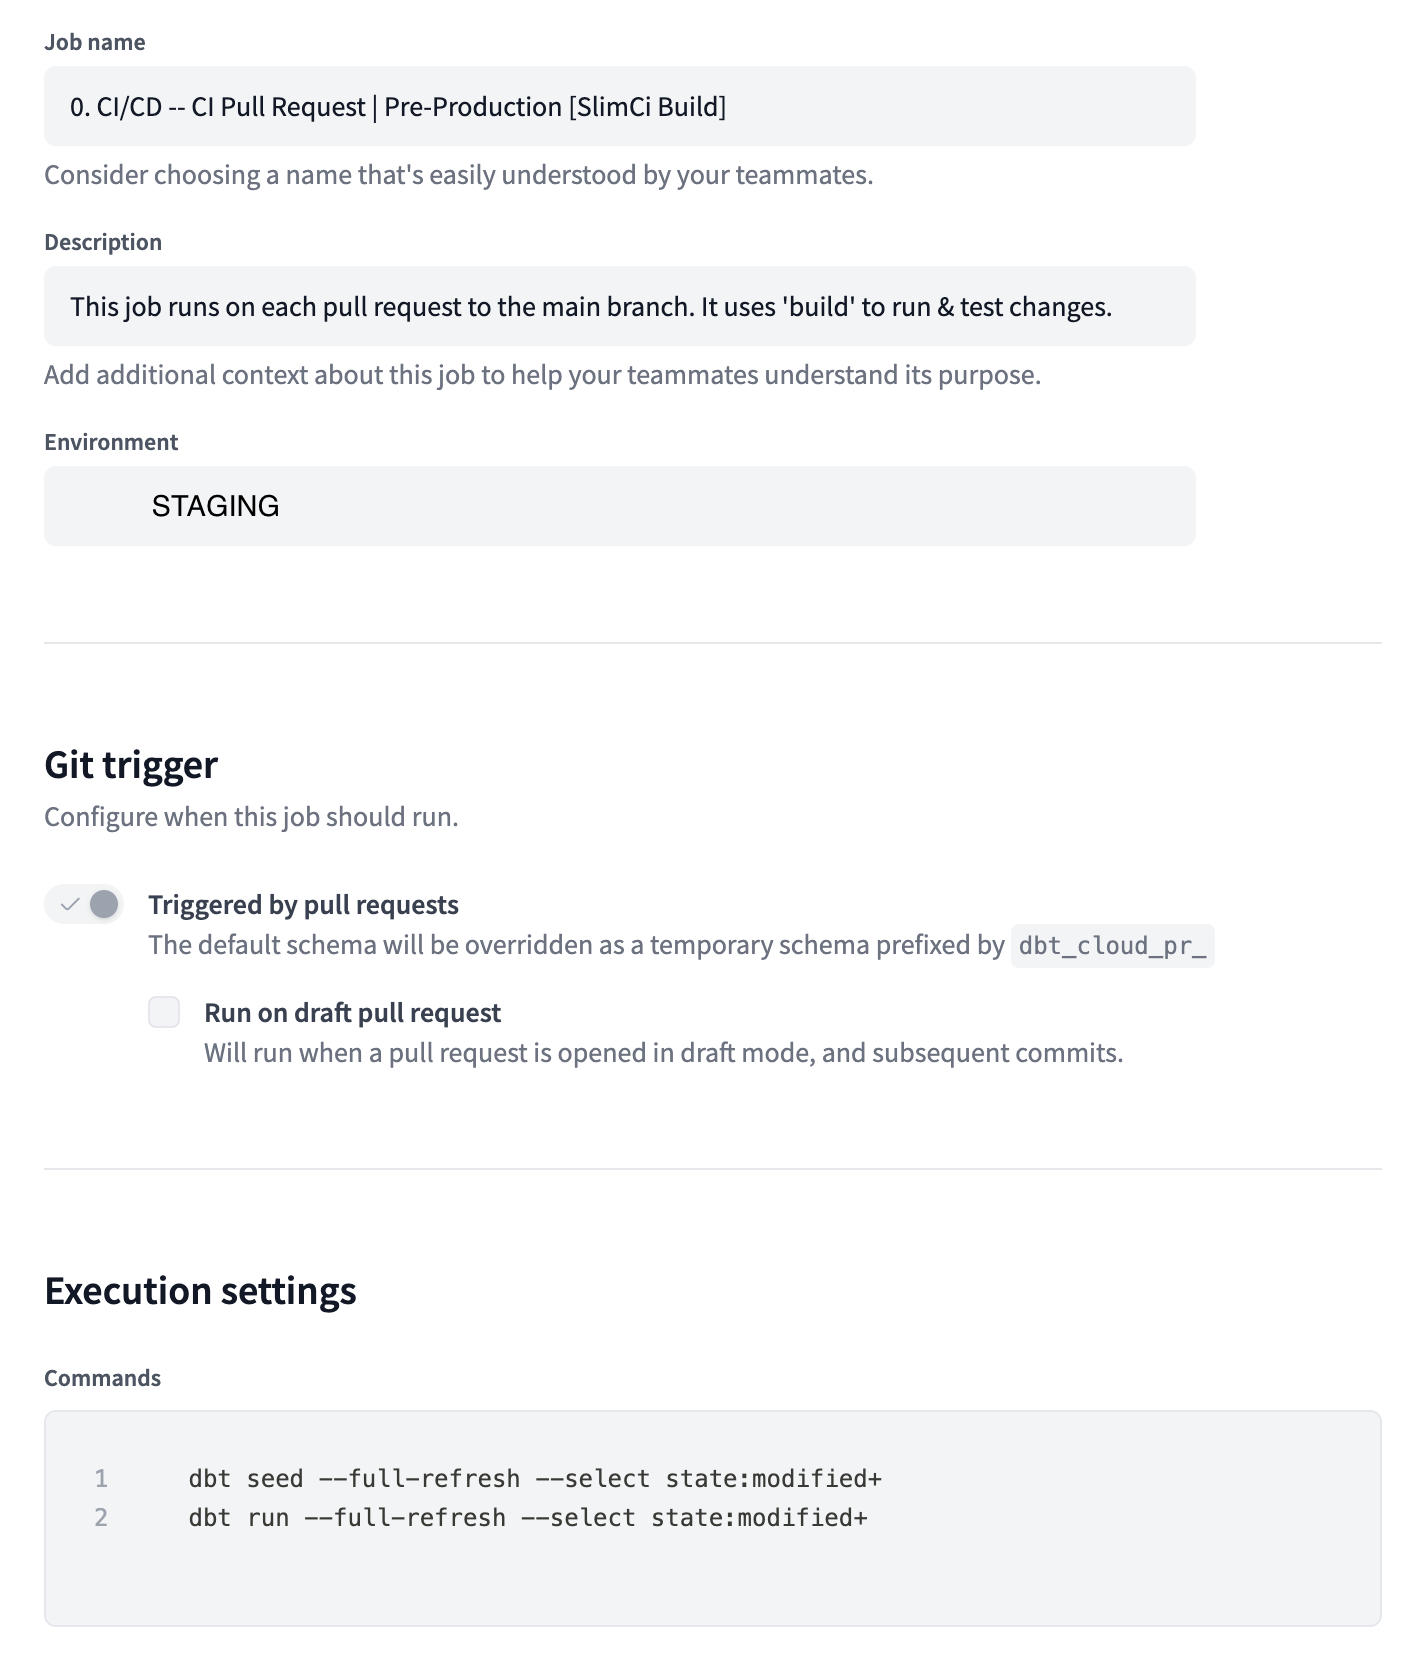 Job name
0. CI/CD -- CI Pull Request | Pre-Production [SlimCi Build]
Consider choosing a name that's easily understood by your teammates.
Description
This job runs on each pull request to the main branch. It uses 'build' to run & test changes.
Add additional context about this job to help your teammates understand its purpose.
Environment
STAGING
Git trigger
Configure when this job should run.
Triggered by pull requests
The default schema will be overridden as a temporary schema prefixed by dbt_cloud_pr_
Run on draft pull request
Will run when a pull request is opened in draft mode, and subsequent commits.
Execution settings
Commands
1 dbt seed --full-refresh --select state:modified+
2 dbt run --full-refresh --select state:modified+